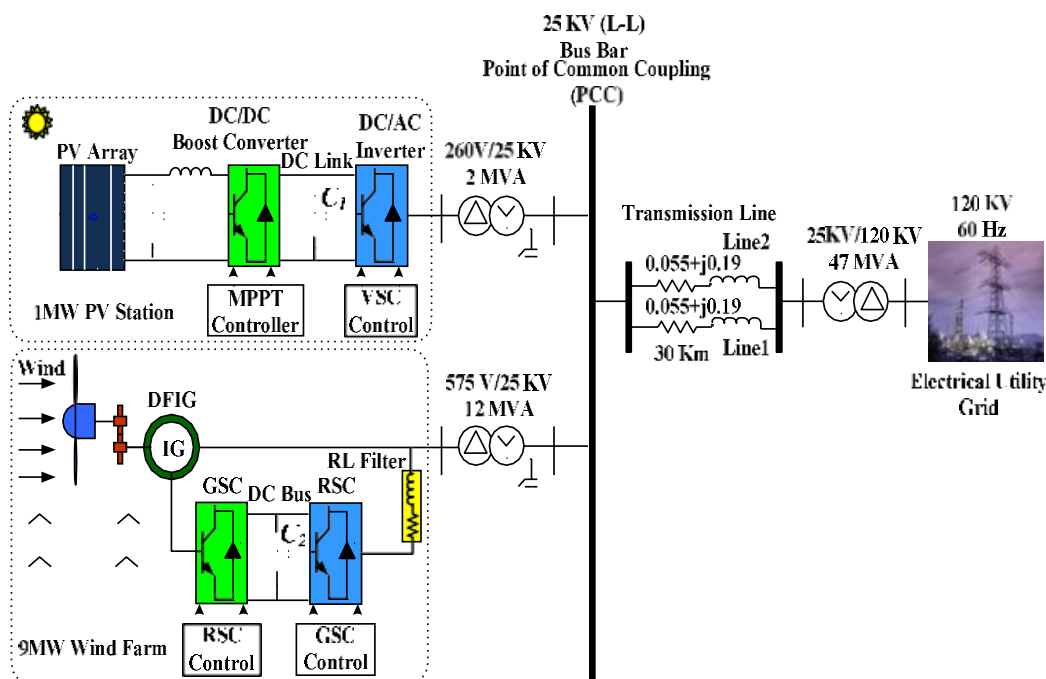 25 KV (L-L)
Bus Bar
Point of Common Coupling
(PCC)
DC/DC
Boost Converter
DC/AC
Inverter
PV Array
DC Link
C1
260V/25 KV
2 MVA
1MW PV Station
MPPT
Controller
VSC
Control
Transmission Line
Line2
0.055+j0.19
0.055+j0.19
30 Km
Line1
25KV/120 KV
47 MVA
120 KV
60 Hz
Electrical Utility
Grid
Wind
DFIG
IG
575 V/25 KV
12 MVA
RL Filter
GSC
DC Bus
RSC
C2
9MW Wind Farm
RSC
Control
GSC
Control